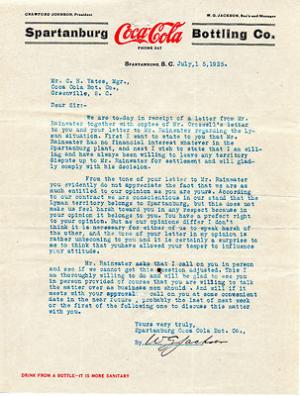 CRAWFORD JOHNSON, President
W. G. JACKSON, Sec'y and Manager
Spartanburg Coca-Cola Bottling Co.
PHONE 247
SPARTANBURG, S. C. July,1 5,1925.
Mr. C. H. Yates, Mgr.,
Coca Cola Bot. Co.,
Greenville, S. C.
Dear Sir:-
We are to-day in receipt of a letter from Mr.
Rainwater together with copies of Mr. Croswell's letter
to you and your letter to Mr. Rainwater regarding the Ly-
man situation. First I want to state to you that Mr.
Rainwater has no financial interest whatever in the
Spartanburg plant, and next I wish to state that I am will-
ing and have always been willing to leave any territory
dispute up to Mr. Rainwater for settlement and will glad-
ly comply with his decision.
From the tone of your letter to Mr. Rainwater
you evidently do not appreciate the fact that we are as
much entitled to our opinion as you are yours. According
to our contract we are conscientious in our stand that the
Lyman territory belongs to Spartanburg, but this does not
make us feel harsh towards you in any respect because in
your opinion it belongs to you. You have a prefect right
to your opinion. But as our opinions differ I don't
think it is necessary for either of us to speak harsh of
the other, and the tone of your letter in my opinion is
rather unbecoming to you and it is certainly a surprise to
me to think that you have allowed your temper to influence
your attitude.
Mr. Rainwater asks that I call on you in person
and see if we cannot get this question adjusted. This I am
thoroughly willing to do and will be glad to see you
in person provided of course that you are willing to talk
the matter over as business men should. And will if it
meets with your approval call on you at some convenient
date in the near future, probably the last of next week
or the first of the following one to discuss this matter
with you.
Yours very truly,
Spartanburg Coca Cola Bot. Co.,
By W G Jackson
DRINK FROM A BOTTLE—IT IS MORE SANITARY